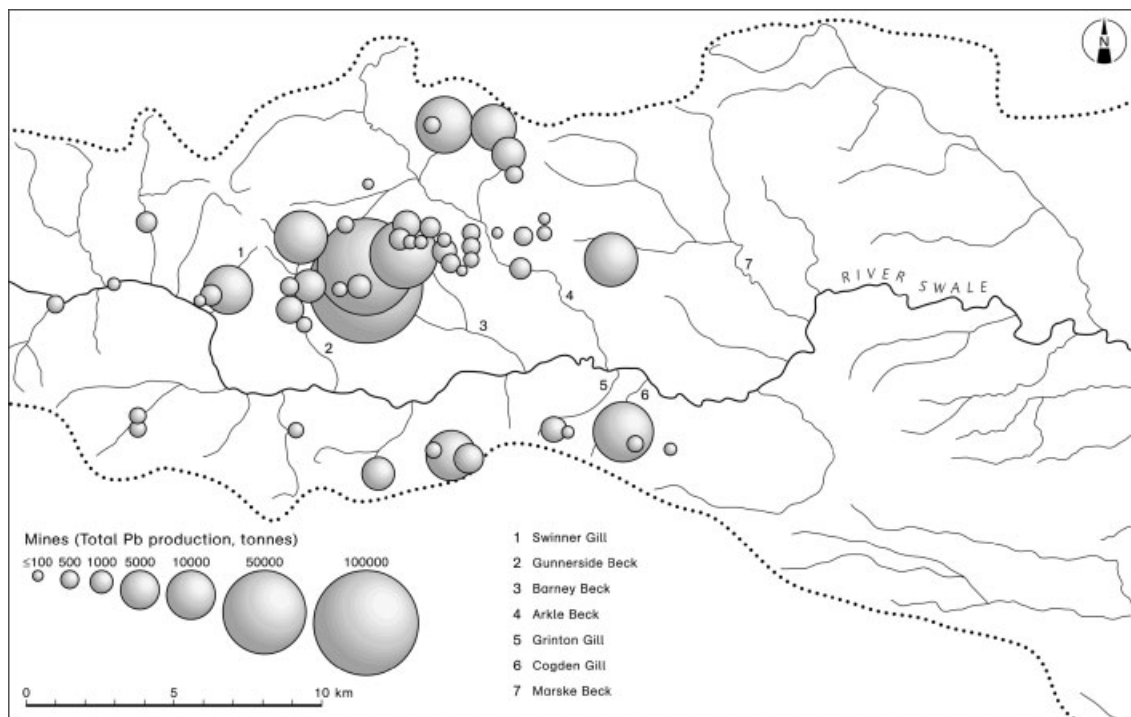 N
1
7
RIVER SWALE
4
3
2
5
6
Mines (Total Pb production, tonnes)
≤100 500 1000 5000 10000 50000 100000
1 Swinner Gill
2 Gunnerside Beck
3 Barney Beck
4 Arkle Beck
5 Grinton Gill
6 Cogden Gill
7 Marske Beck
0 5 10 km